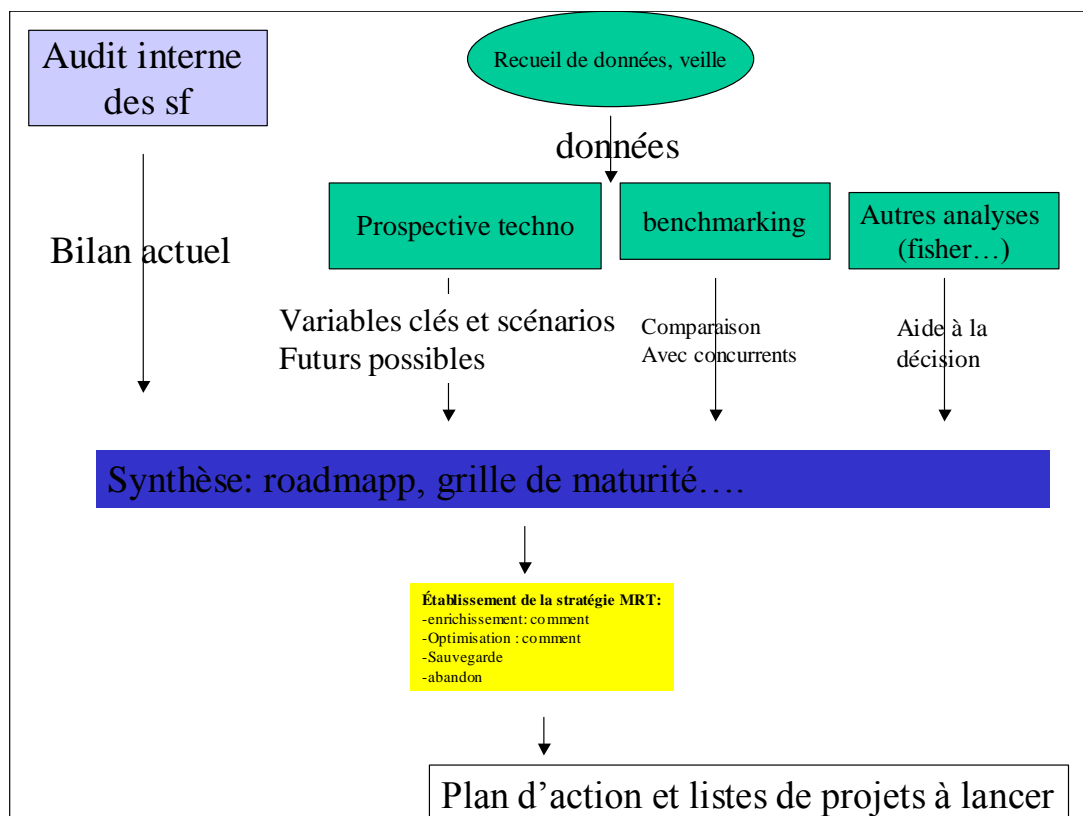 Audit interne
des sf
Recueil de données, veille
données
Prospective techno
benchmarking
Autres analyses
(fisher…)
Bilan actuel
Variables clés et scénarios
Futurs possibles
Comparaison
Avec concurrents
Aide à la
décision
Synthèse: roadmapp, grille de maturité….
Établissement de la stratégie MRT:
-enrichissement: comment
-Optimisation : comment
-Sauvegarde
-abandon
Plan d’action et listes de projets à lancer